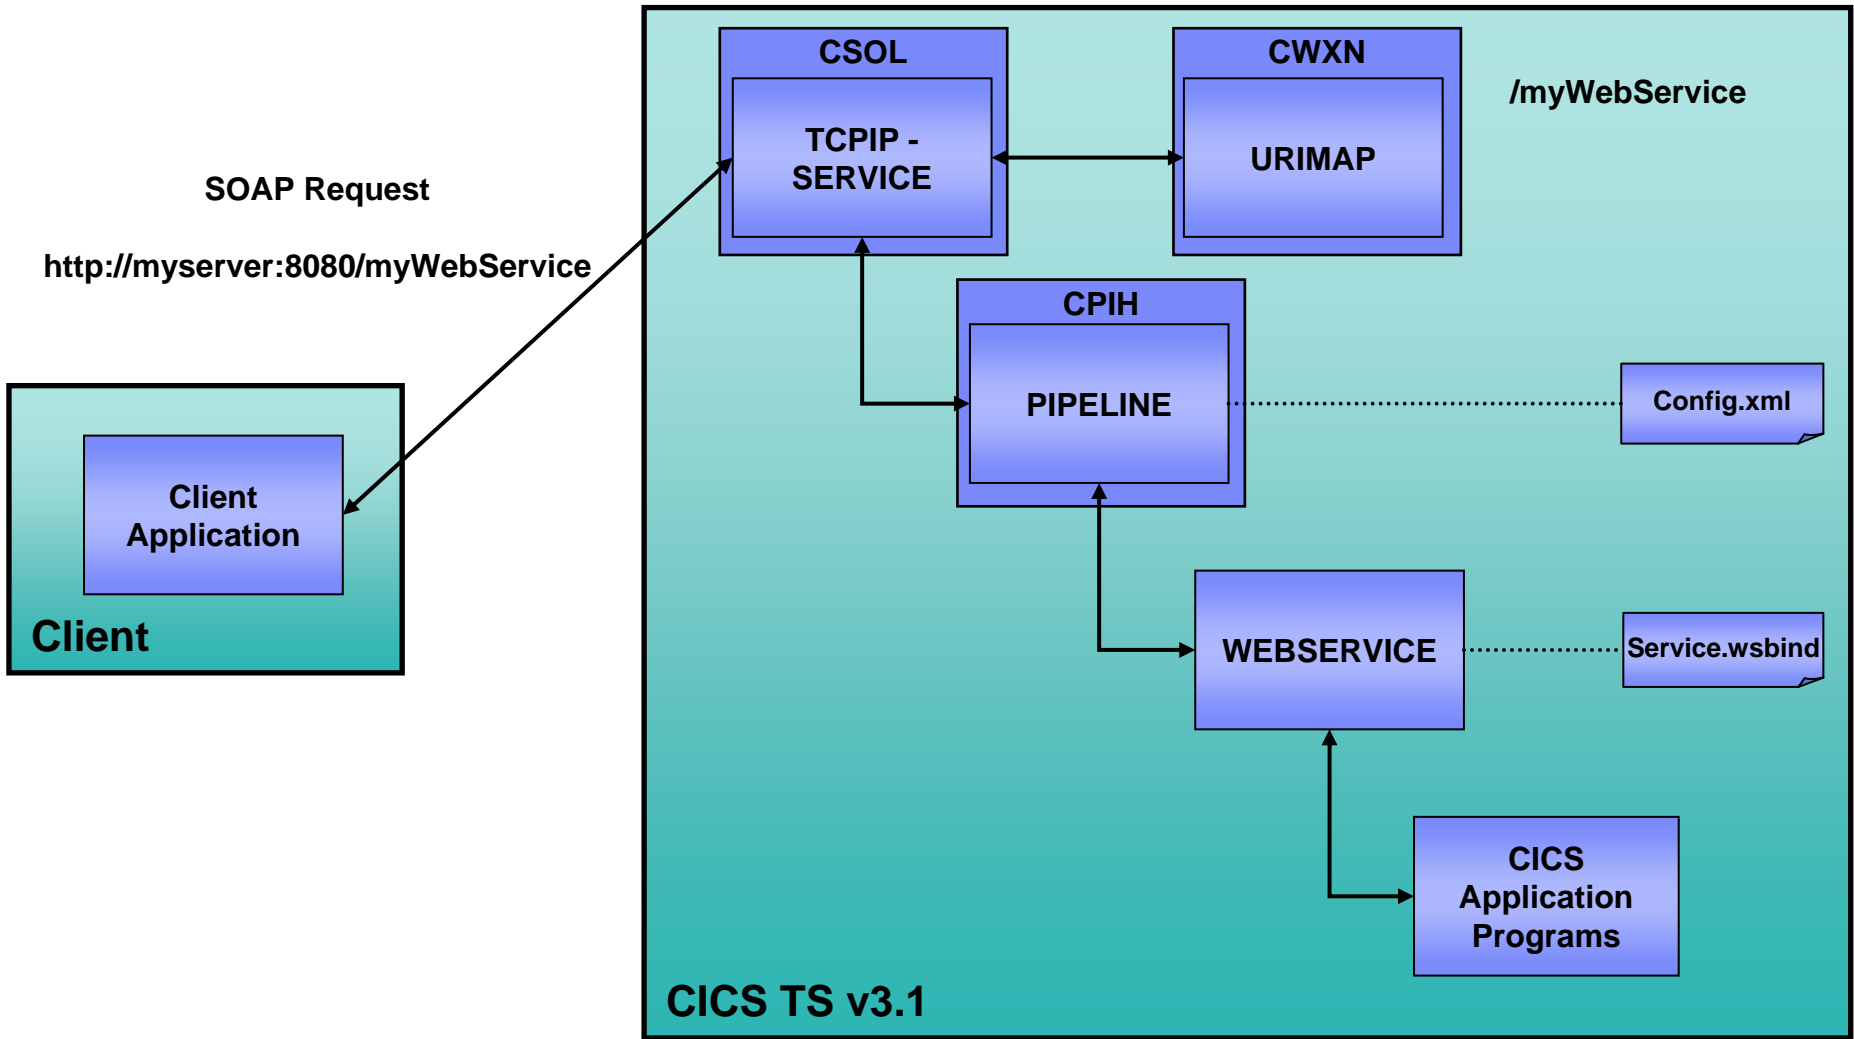 SOAP Request
http://myserver:8080/myWebService
Client
Application
Client
CSOL
TCPIP -
SERVICE
CWXN
URIMAP
/myWebService
CPIH
PIPELINE
Config.xml
WEBSERVICE
Service.wsbind
CICS
Application
Programs
CICS TS v3.1